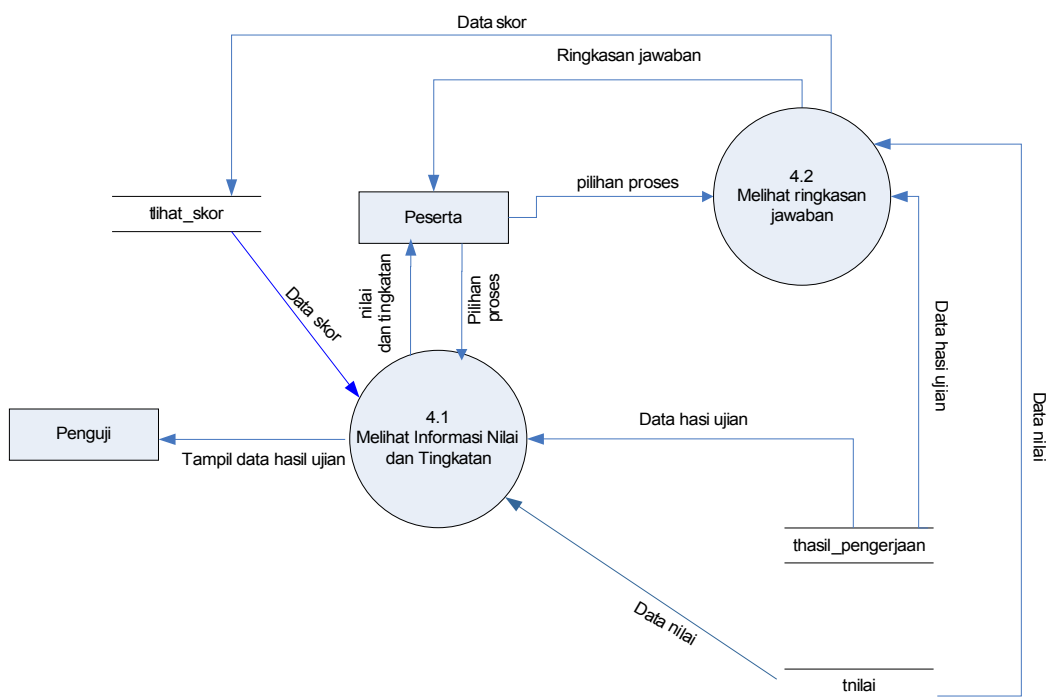 Data skor
Ringkasan jawaban
4.2
Melihat ringkasan
jawaban
pilihan proses
tlihat_skor
Peserta
nilai
dan tingkatan
Pilihan
proses
Data skor
Data hasi ujian
Data nilai
4.1
Melihat Informasi Nilai
dan Tingkatan
Data hasi ujian
Penguji
Tampil data hasil ujian
thasil_pengerjaan
Data nilai
tnilai